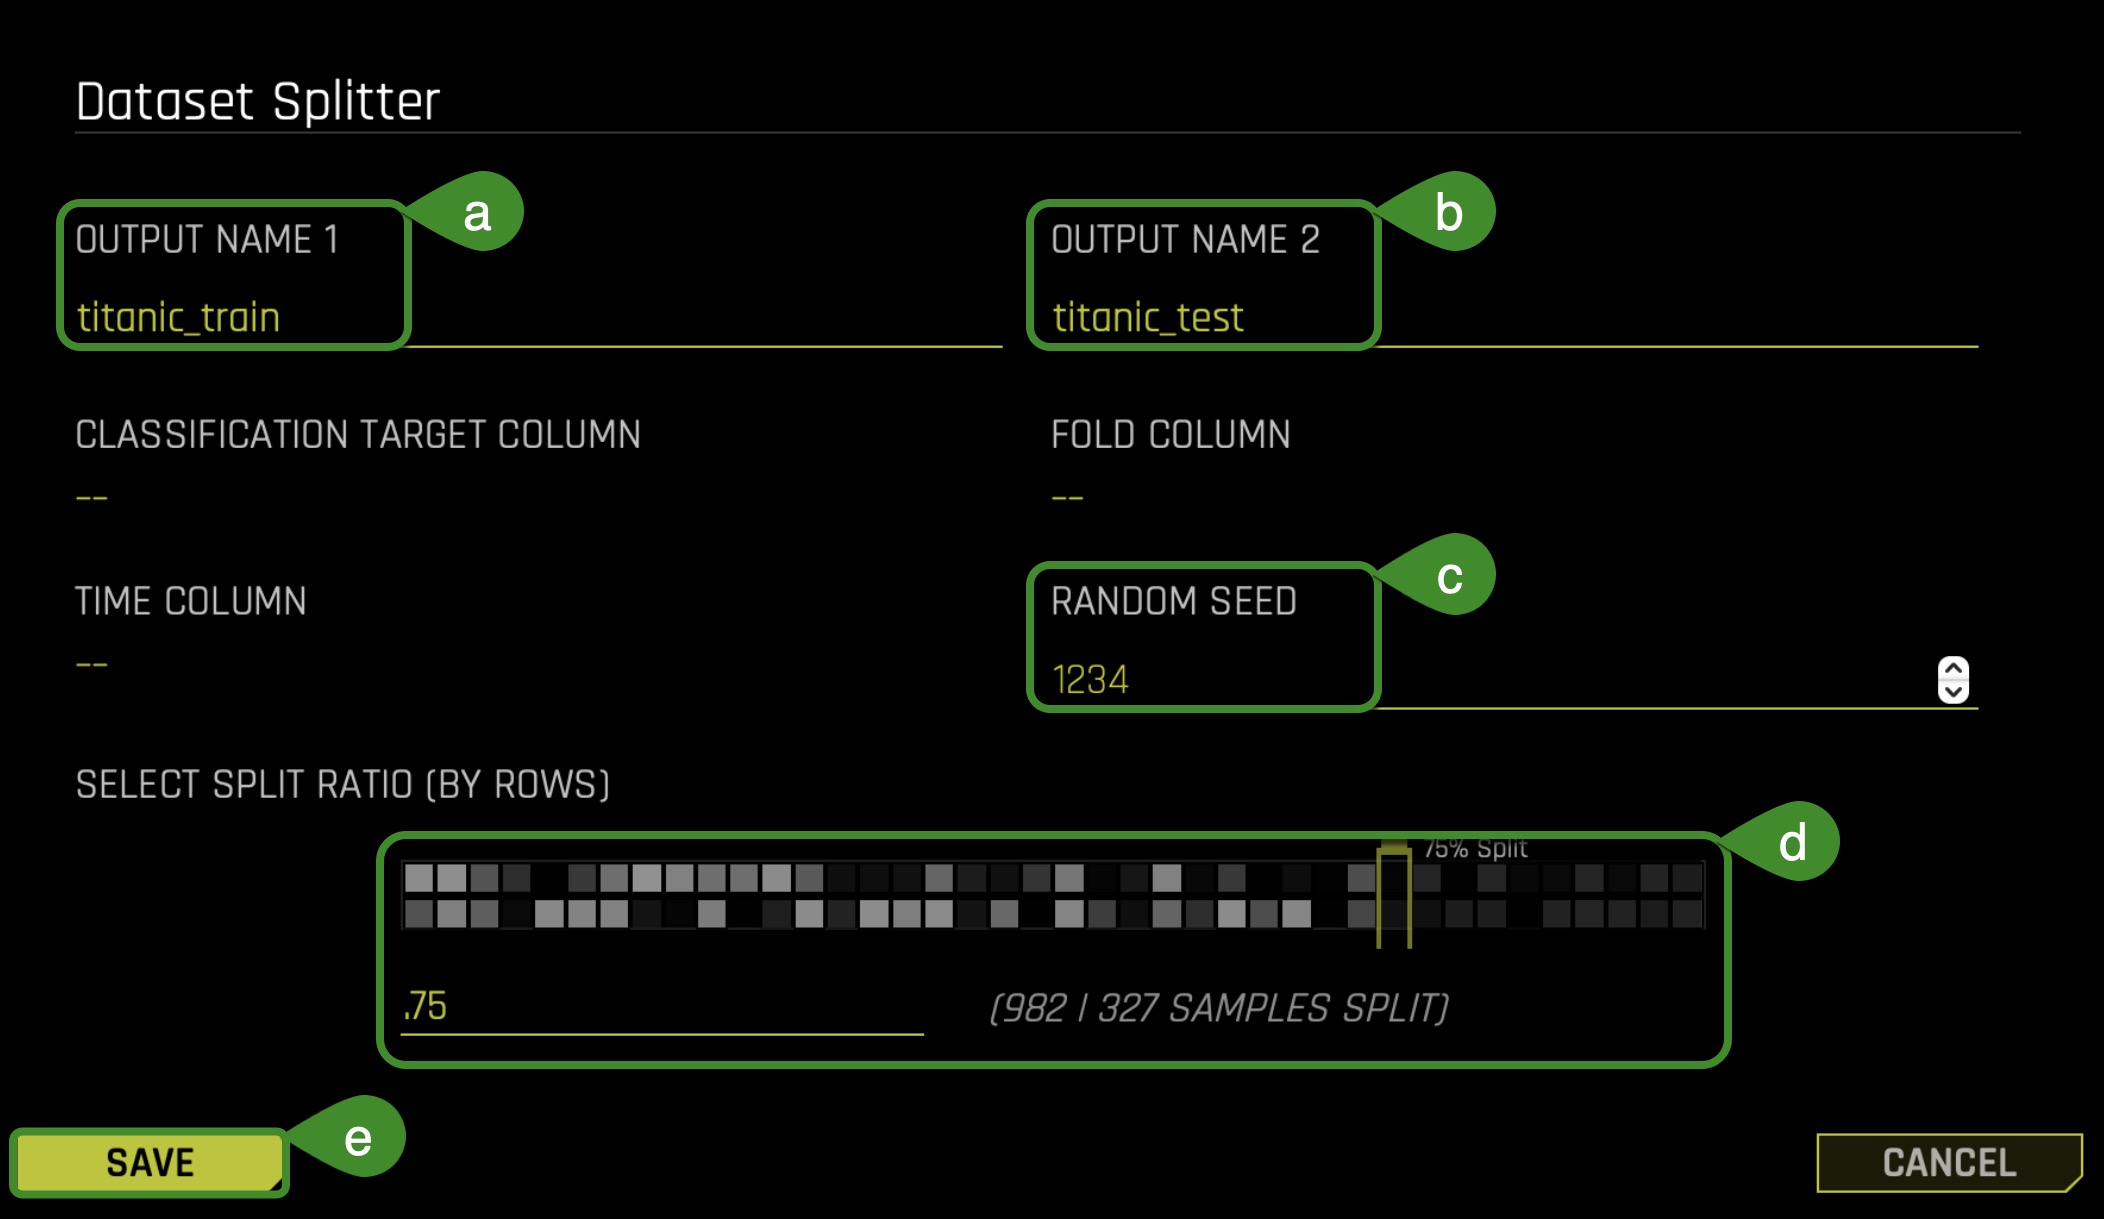 Dataset Splitter
a
b
OUTPUT NAME 1
OUTPUT NAME 2
titanic_train
titanic_test
CLASSIFICATION TARGET COLUMN
FOLD COLUMN
--
--
c
TIME COLUMN
RANDOM SEED
--
1234
SELECT SPLIT RATIO (BY ROWS)
d
75% Split
.75
(982 | 327 SAMPLES SPLIT)
e
SAVE
CANCEL